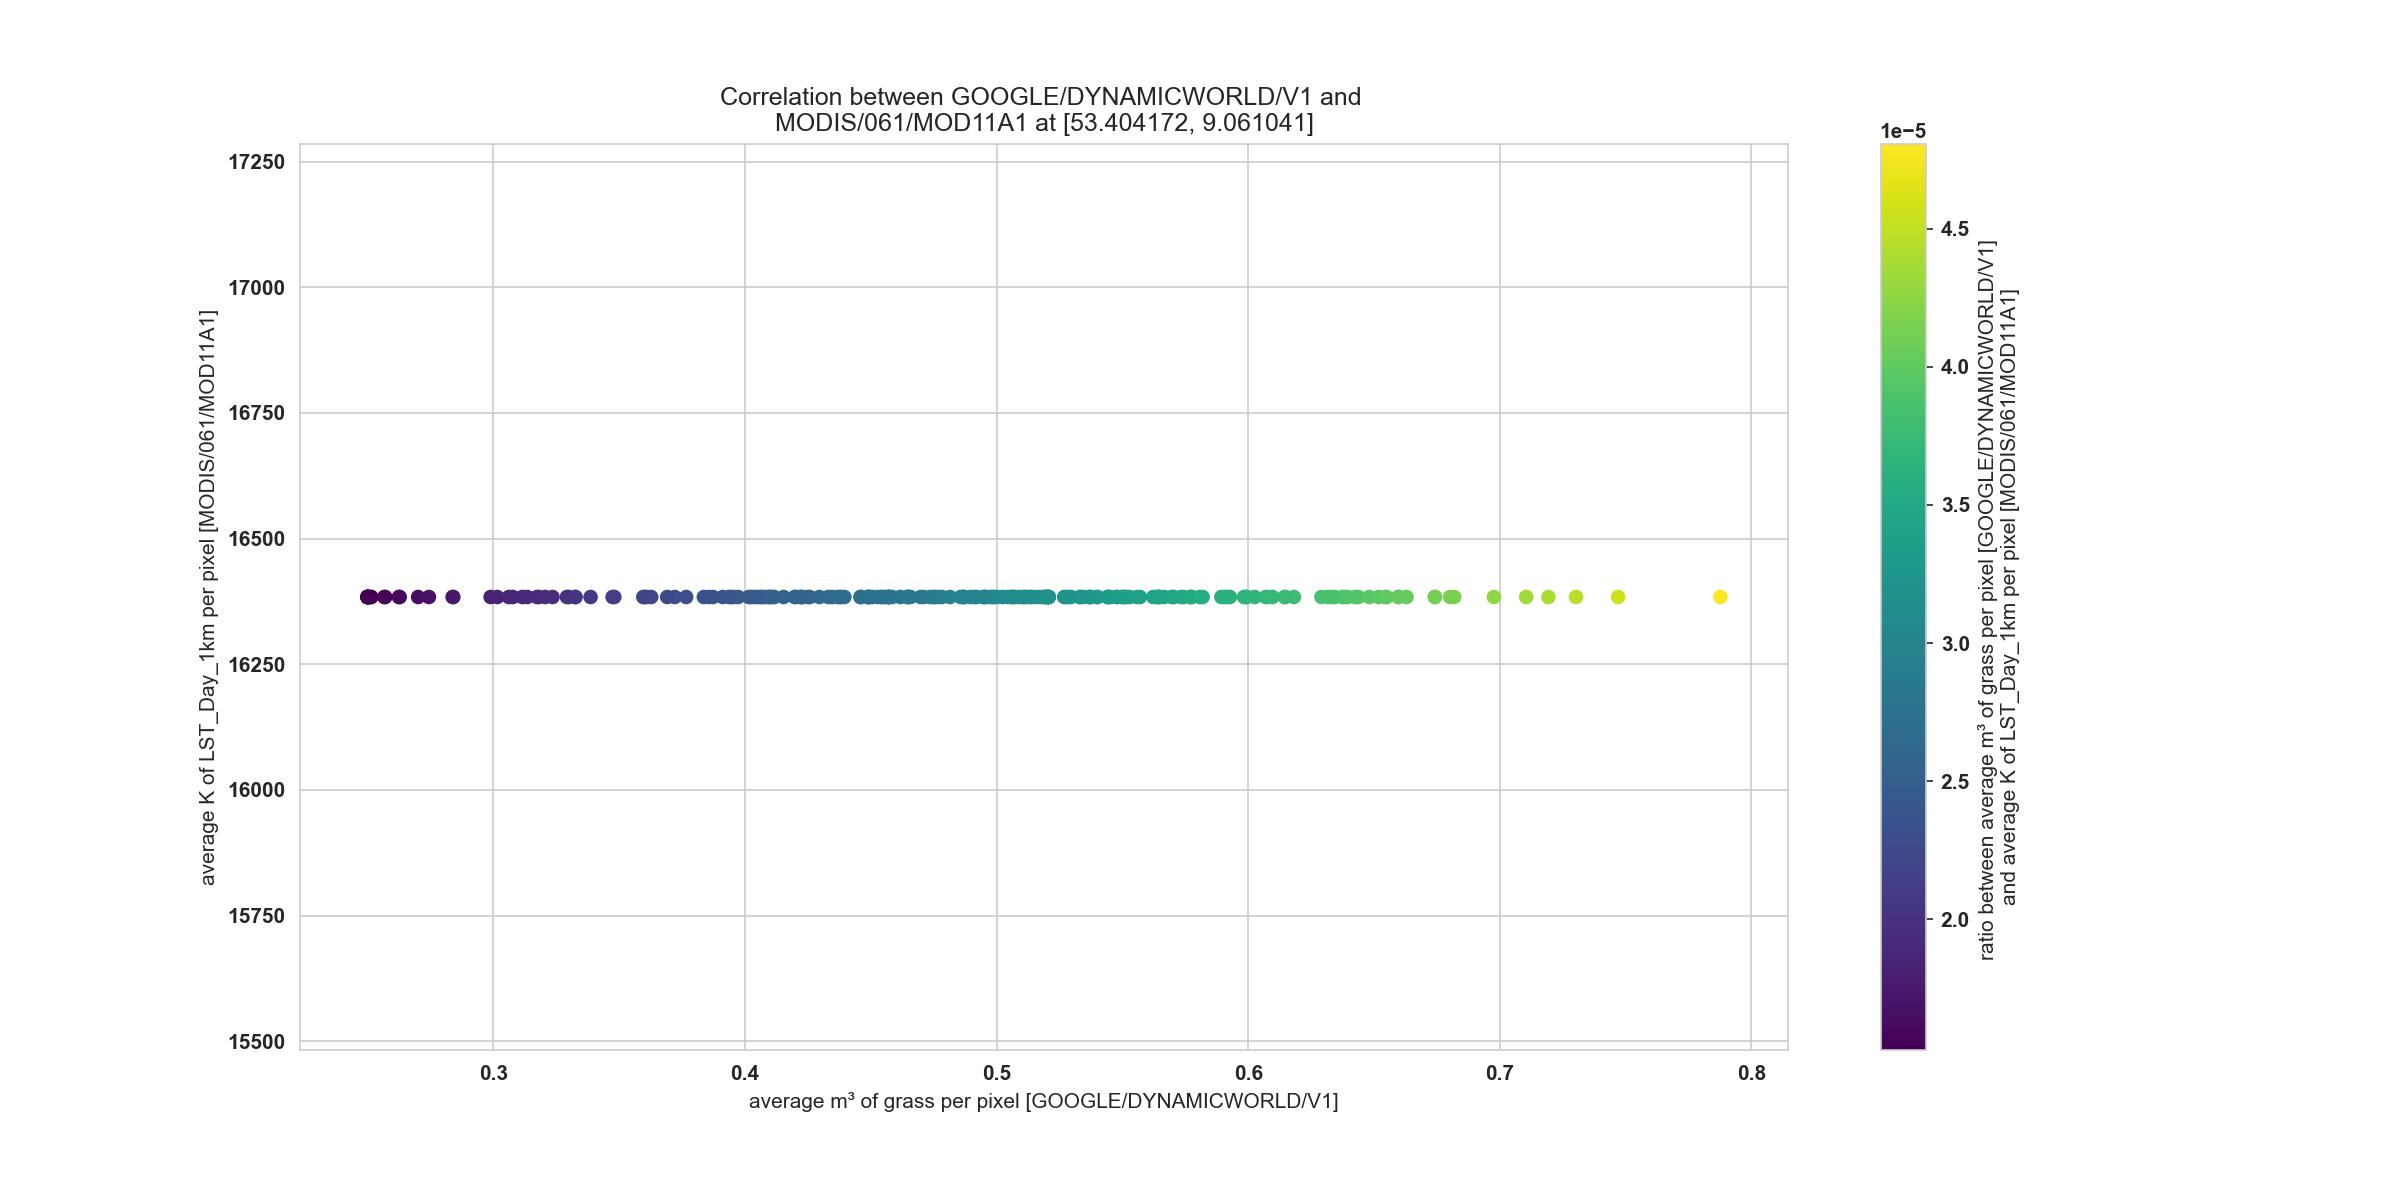 Correlation between GOOGLE/DYNAMICWORLD/V1 and
MODIS/061/MOD11A1 at [53.404172, 9.061041]
1e−5
17250
17000
16750
16500
16250
16000
15750
15500
average K of LST_Day_1km per pixel [MODIS/061/MOD11A1]
0.3
0.4
0.5
0.6
0.7
0.8
average m³ of grass per pixel [GOOGLE/DYNAMICWORLD/V1]
4.5
4.0
3.5
3.0
2.5
2.0
ratio between average m³ of grass per pixel [GOOGLE/DYNAMICWORLD/V1]
and average K of LST_Day_1km per pixel [MODIS/061/MOD11A1]